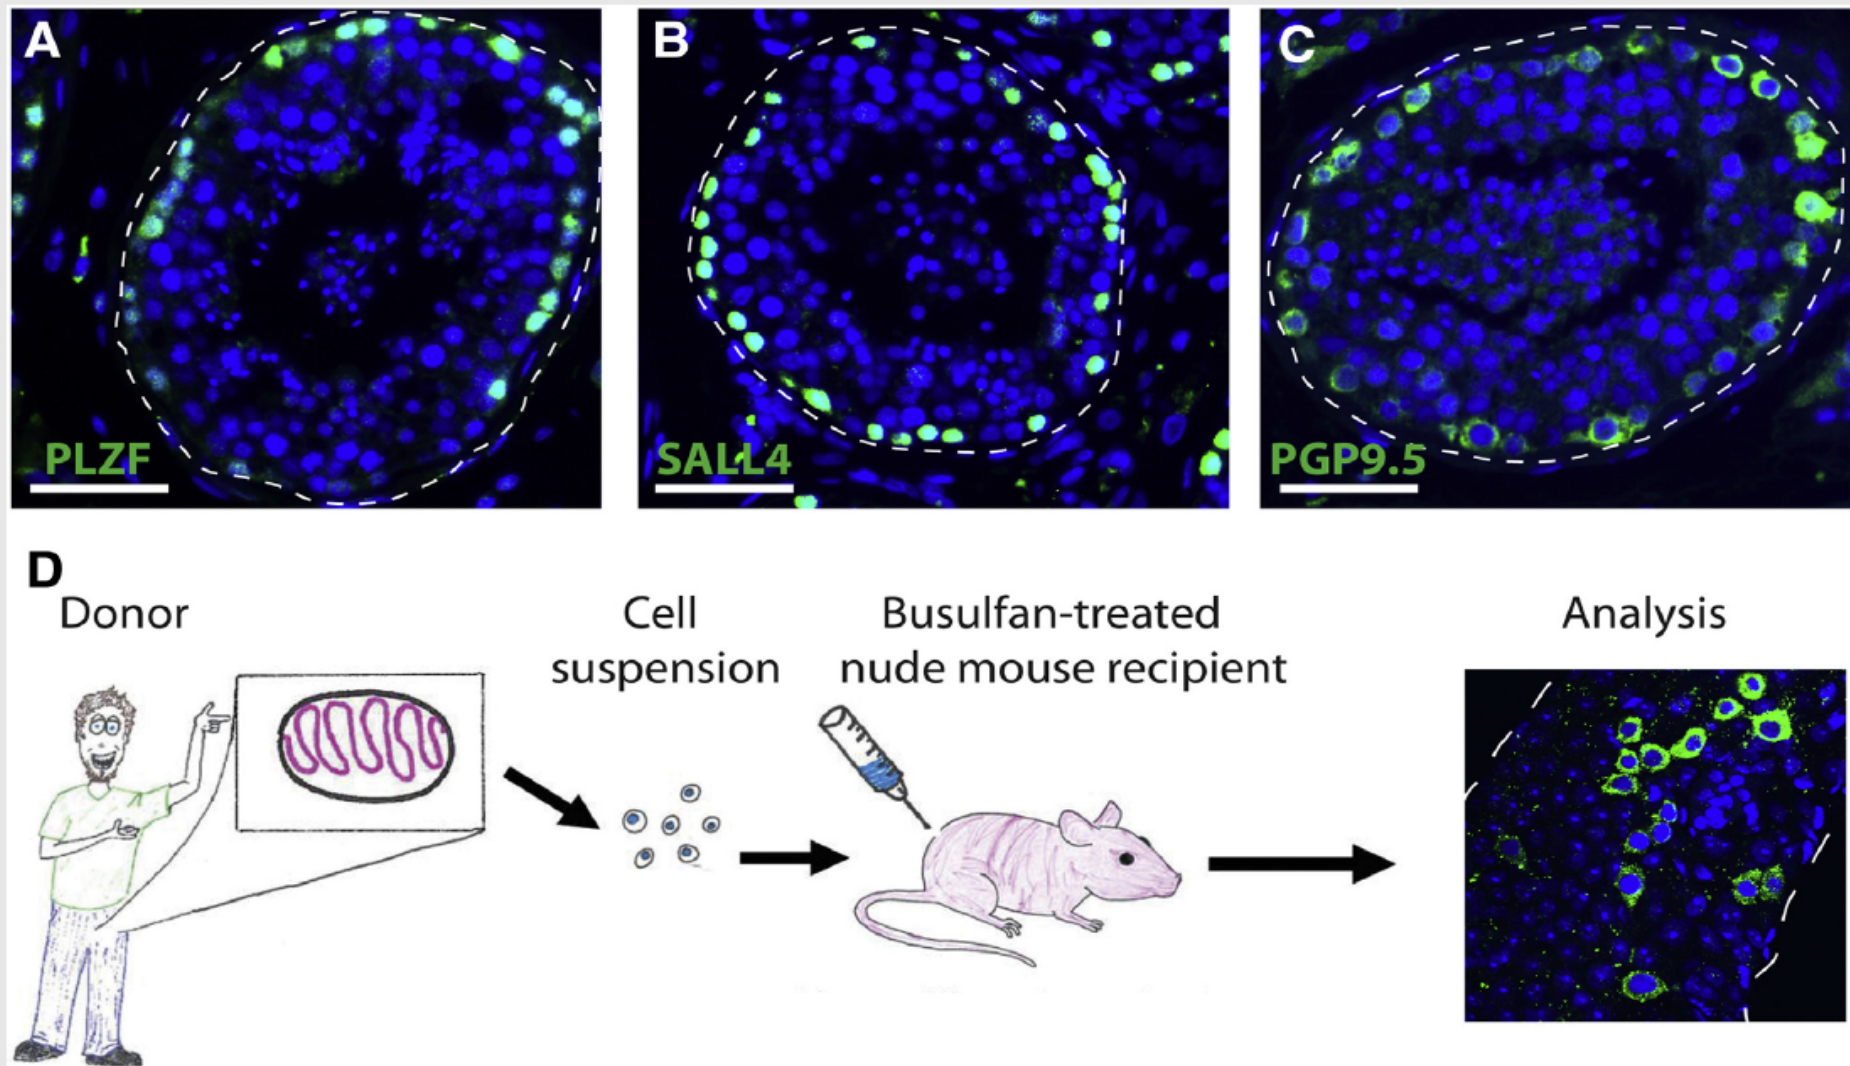 A
B
C
PLZF
SALL4
PGP9.5
D
Donor
Cell
suspension
Busulfan-treated
nude mouse recipient
Analysis